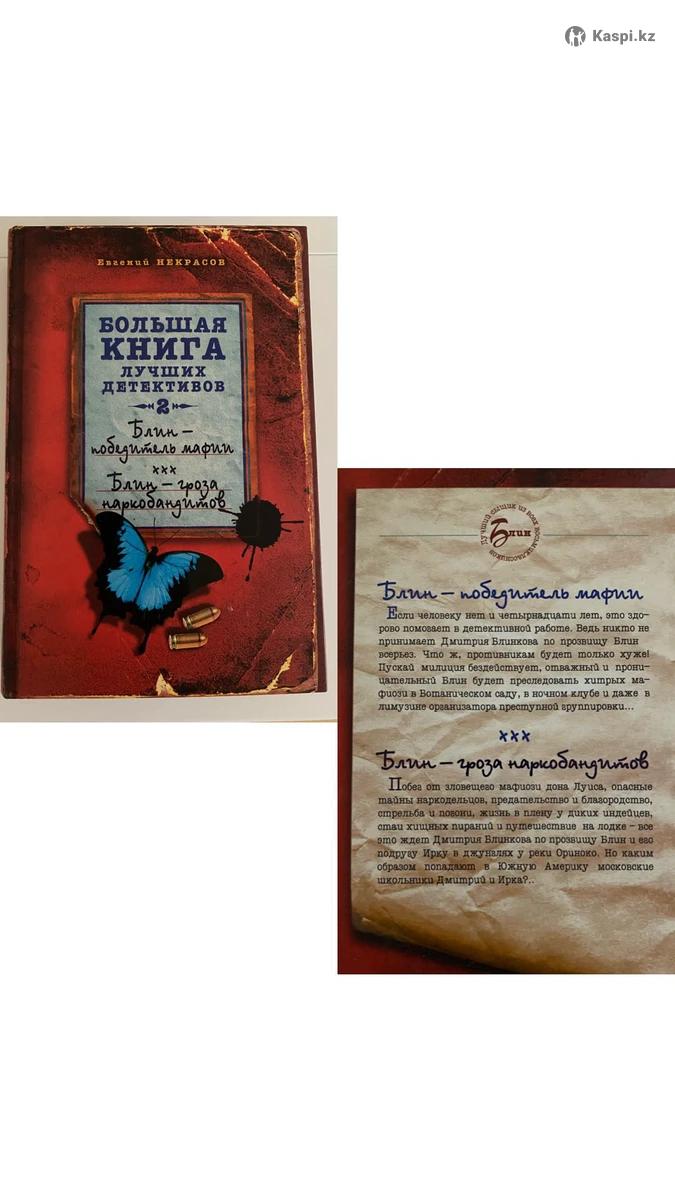 Kaspi.kz
Евгений НЕКРАСОВ
БОЛЬШАЯ
КНИГА
ЛУЧШИХ
ДЕТЕКТИВОВ
2
Блин —
победитель мафии
×××
Блин — гроза
наркобандитов
Лучший сыщик из всех восьмиклассников
Блин
Блин — победитель мафии
Если человеку нет и четырнадцати лет, это здо-
рово помогает в детективной работе. Ведь никто не
принимает Дмитрия Блинкова по прозвищу Блин
всерьез. Что ж, противникам будет только хуже!
Пускай милиция бездействует, отважный и прони-
цательный Блин будет преследовать хитрых ма-
фиози в Ботаническом саду, в ночном клубе и даже в
лимузине организатора преступной группировки...
×××
Блин — гроза наркобандитов
Побег от зловещего мафиози дона Луиса, опасные
тайны наркодельцов, предательство и благородство,
стрельба и погони, жизнь в плену у диких индейцев,
стаи хищных пираний и путешествие на лодке – все
это ждет Дмитрия Блинкова по прозвищу Блин и его
подругу Ирку в джунглях у реки Ориноко. Но каким
образом попадают в Южную Америку московские
школьники Дмитрий и Ирка?..